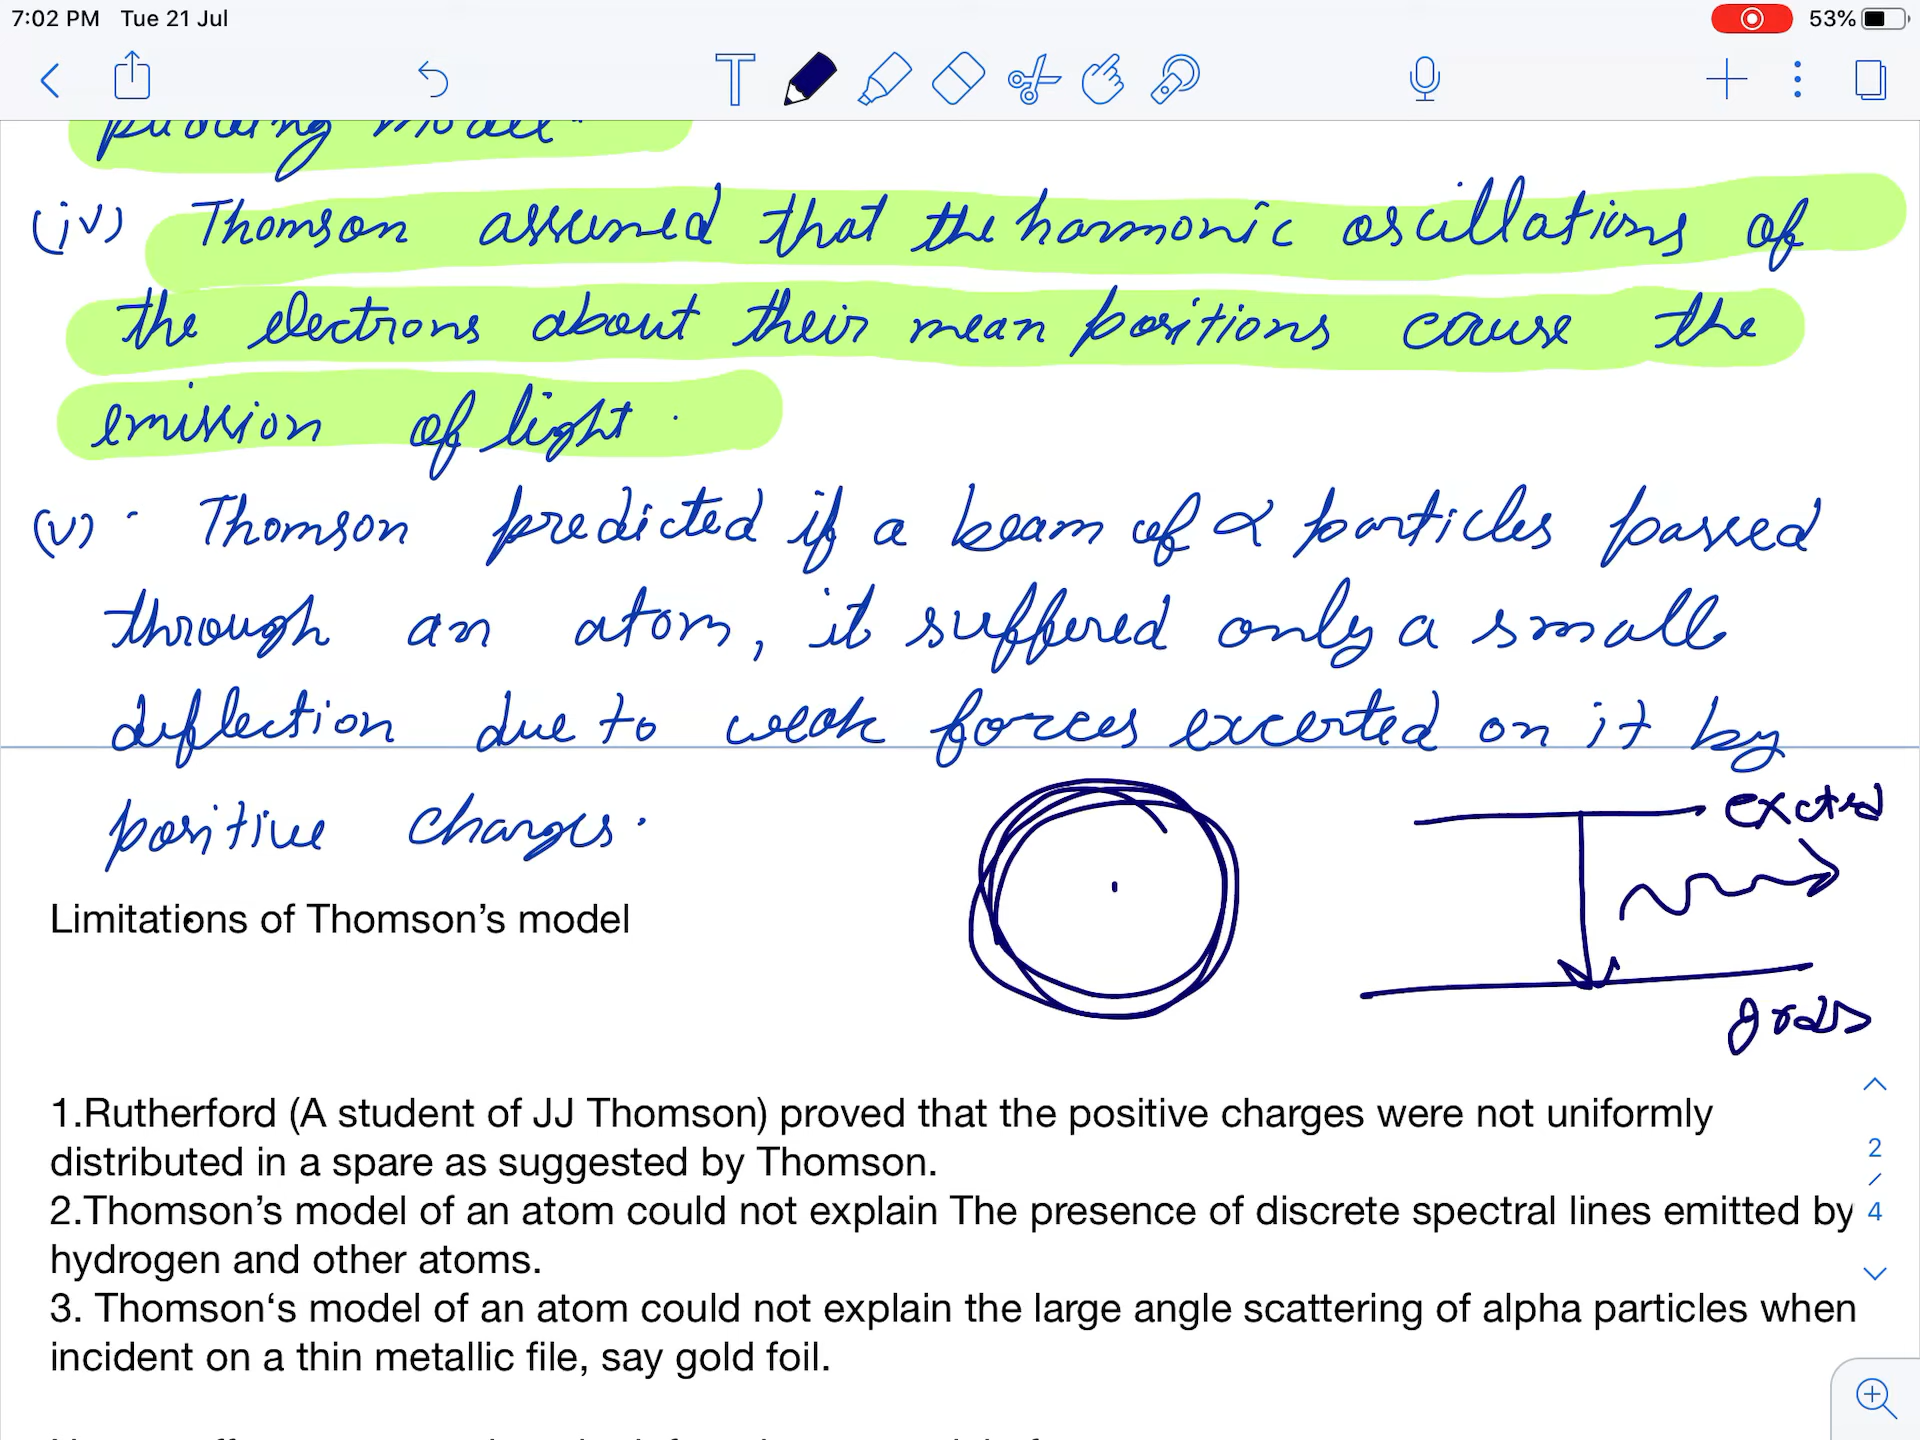 7:02 PM Tue 21 Jul
53%
T
pudding model"
(iv) Thomson assumed that the harmonic oscillations of
the electrons about their mean positions cause the
emission of light.
(v) Thomson predicted if a beam of α particles passed
through an atom, it suffered only a small
deflection due to weak forces excerted on it by
positive charges.
excted
Limitations of Thomson’s model
1.Rutherford (A student of JJ Thomson) proved that the positive charges were not uniformly
distributed in a spare as suggested by Thomson.
2.Thomson’s model of an atom could not explain The presence of discrete spectral lines emitted by
hydrogen and other atoms.
3. Thomson‘s model of an atom could not explain the large angle scattering of alpha particles when
incident on a thin metallic file, say gold foil.
2
/
4